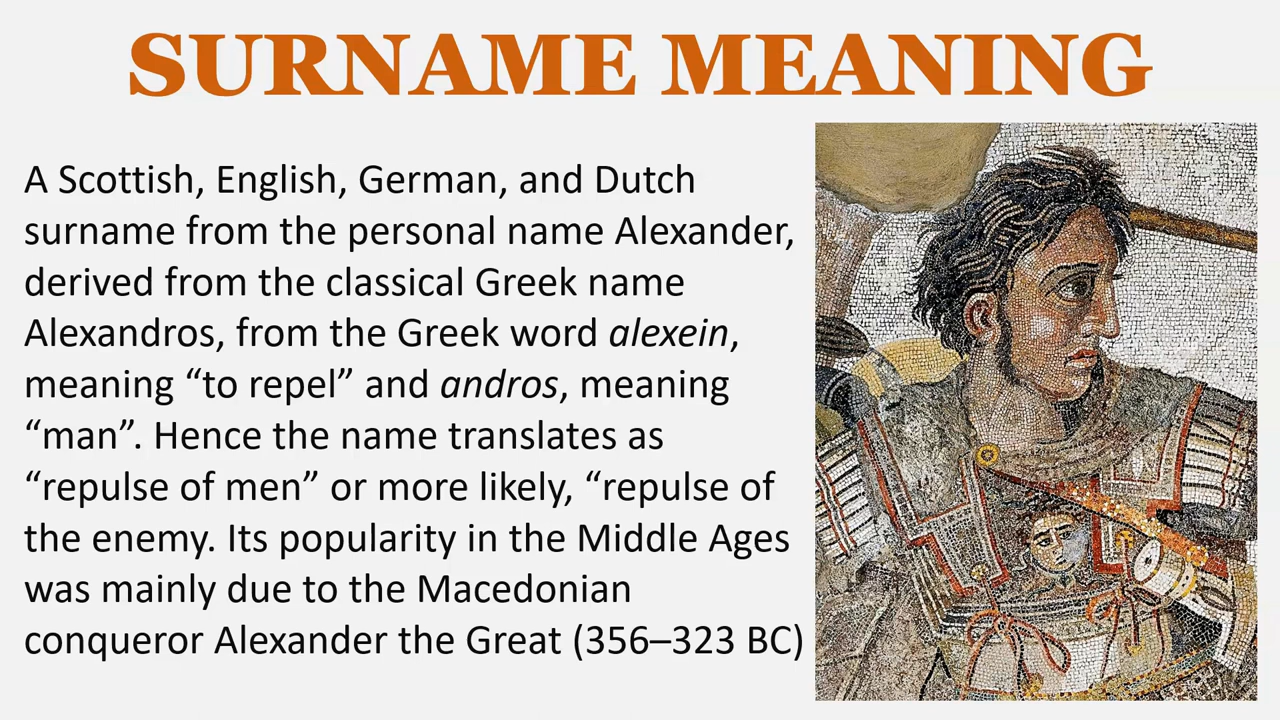 SURNAME MEANING
A Scottish, English, German, and Dutch
surname from the personal name Alexander,
derived from the classical Greek name
Alexandros, from the Greek word alexein,
meaning “to repel” and andros, meaning
“man”. Hence the name translates as
“repulse of men” or more likely, “repulse of
the enemy. Its popularity in the Middle Ages
was mainly due to the Macedonian
conqueror Alexander the Great (356–323 BC)